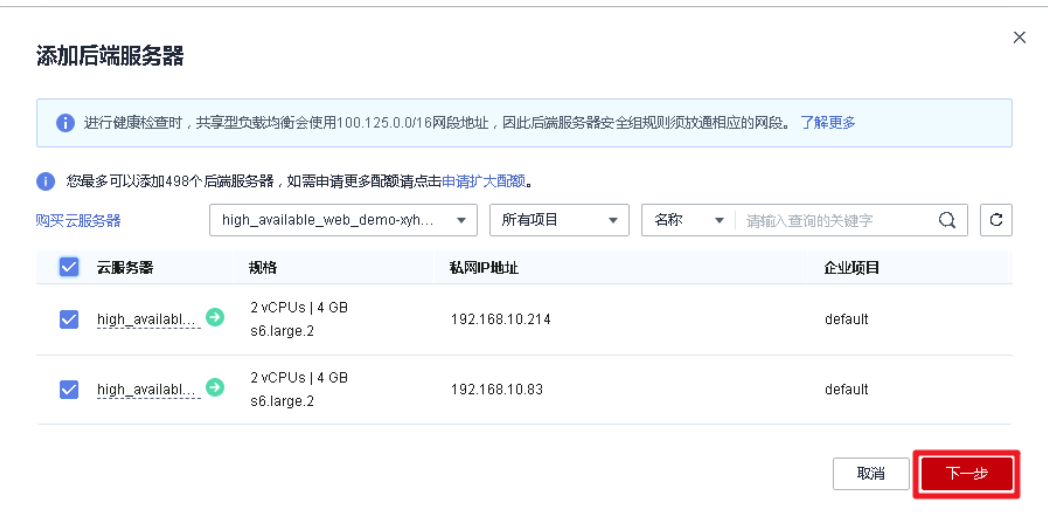 添加后端服务器
进行健康检查时，共享型负载均衡会使用100.125.0.0/16网段地址，因此后端服务器安全组规则须放通相应的网段。 了解更多
您最多可以添加498个后端服务器，如需申请更多配额请点击申请扩大配额。
购买云服务器 high_available_web_demo-xyh... 所有项目 名称 请输入查询的关键字
云服务器 规格 私网IP地址 企业项目
high_availabl... 2 vCPUs | 4 GB 192.168.10.214 default
s6.large.2
high_availabl... 2 vCPUs | 4 GB 192.168.10.83 default
s6.large.2
取消 下一步